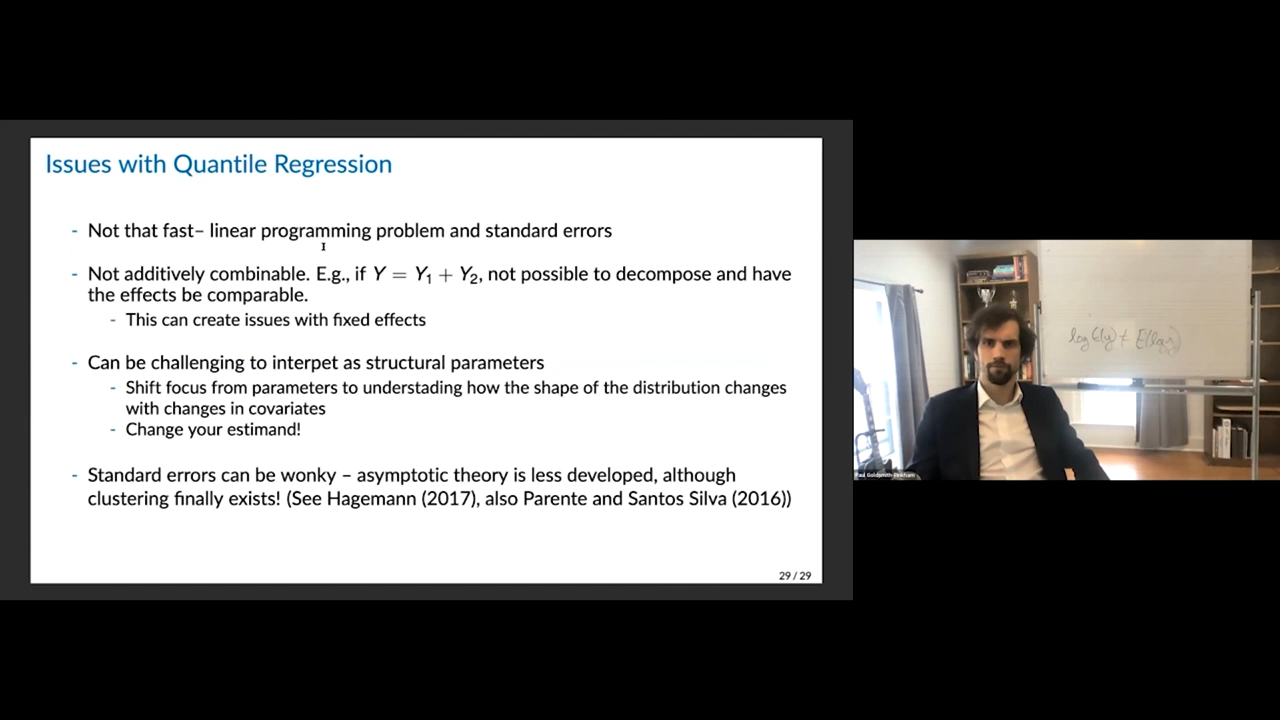 Issues with Quantile Regression
- Not that fast– linear programming problem and standard errors
- Not additively combinable. E.g., if Y = Y₁ + Y₂, not possible to decompose and have
the effects be comparable.
- This can create issues with fixed effects
- Can be challenging to interpet as structural parameters
- Shift focus from parameters to understading how the shape of the distribution changes
with changes in covariates
- Change your estimand!
- Standard errors can be wonky – asymptotic theory is less developed, although
clustering finally exists! (See Hagemann (2017), also Parente and Santos Silva (2016))
29 / 29
Paul Goldsmith-Pinkham